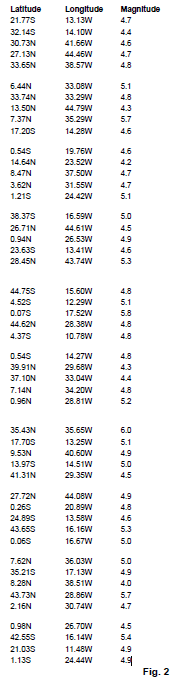 Latitude Longitude Magnitude
21.77S 13.13W 4.7
32.14S 14.10W 4.4
30.73N 41.66W 4.6
27.13N 44.46W 4.7
33.65N 38.57W 4.8
6.44N 33.08W 5.1
33.74N 33.29W 4.8
13.50N 44.79W 4.3
7.37N 35.29W 5.7
17.20S 14.28W 4.6
0.54S 19.76W 4.6
14.64N 23.52W 4.2
8.47N 37.50W 4.7
3.62N 31.55W 4.7
1.21S 24.42W 5.1
38.37S 16.59W 5.0
26.71N 44.61W 4.5
0.94N 26.53W 4.9
23.63S 13.41W 4.6
28.45N 43.74W 5.3
44.75S 15.60W 4.8
4.52S 12.29W 5.1
0.07S 17.52W 5.8
44.62N 28.38W 4.8
4.37S 10.78W 4.8
0.54S 14.27W 4.8
39.91N 29.68W 4.3
37.10N 33.04W 4.4
7.14N 34.20W 4.8
0.96N 28.81W 5.2
35.43N 35.65W 6.0
17.70S 13.25W 5.1
9.53N 40.60W 4.9
13.97S 14.51W 5.0
41.31N 29.35W 4.5
27.72N 44.08W 4.9
0.26S 20.89W 4.8
24.89S 13.58W 4.6
43.65S 16.16W 5.3
0.06S 16.67W 5.0
7.62N 36.03W 5.0
35.21S 17.13W 4.9
8.28N 38.51W 4.0
43.73N 28.86W 5.7
2.16N 30.74W 4.7
0.98N 26.70W 4.5
42.55S 16.14W 5.4
21.03S 11.48W 4.9
1.13S 24.44W 4.9
Fig. 2